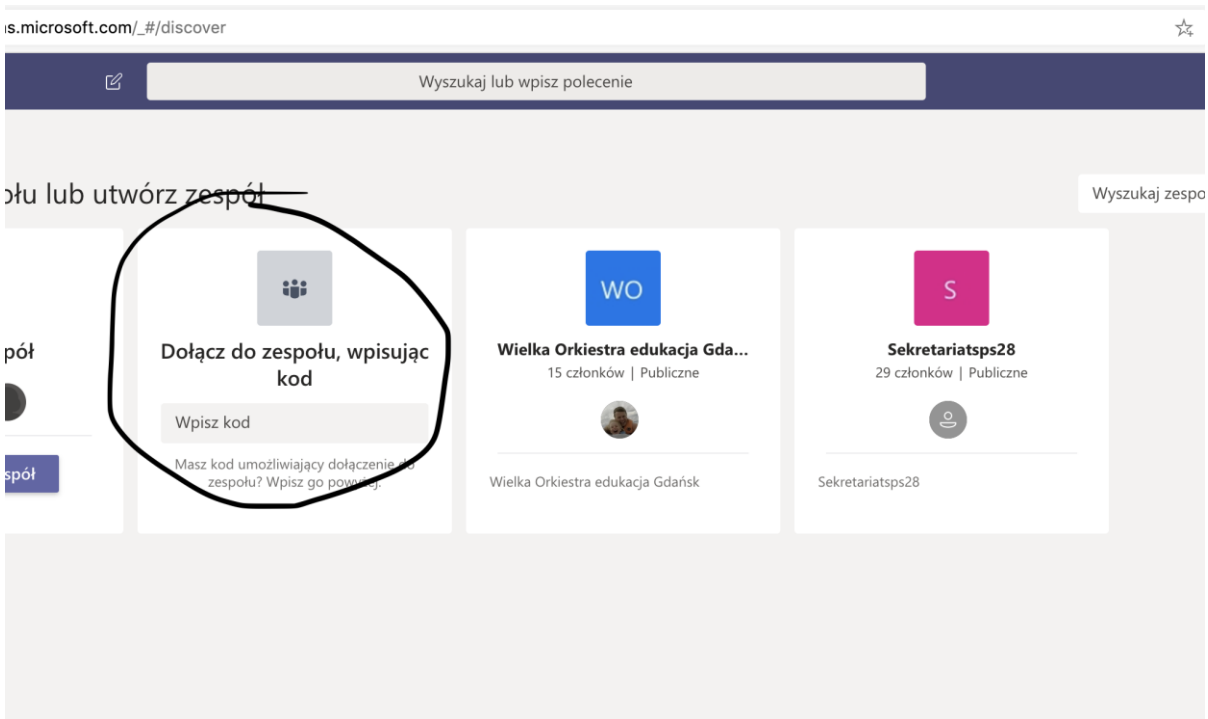 s.microsoft.com/_#/discover
Wyszukaj lub wpisz polecenie
ołu lub utwórz zespół
Wyszukaj zespo
pół
spół
Dołącz do zespołu, wpisując
kod
Wpisz kod
Masz kod umożliwiający dołączenie do
zespołu? Wpisz go powyżej.
WO
Wielka Orkiestra edukacja Gda...
15 członków | Publiczne
Wielka Orkiestra edukacja Gdańsk
S
Sekretariatsps28
29 członków | Publiczne
Sekretariatsps28